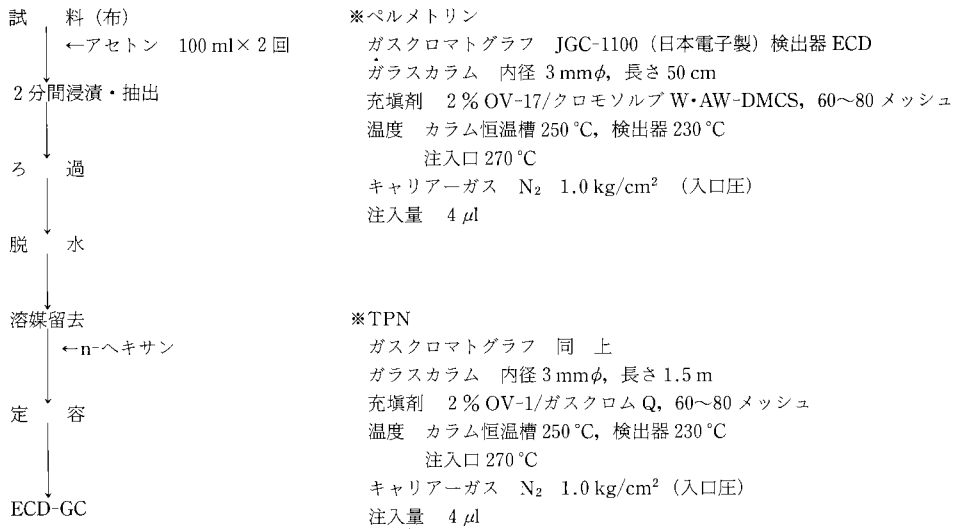 試　料（布）
←アセトン　100 ml×2回
2分間浸漬・抽出
ろ　過
脱　水
溶媒留去
←n-ヘキサン
定　容
ECD-GC
※ペルメトリン
ガスクロマトグラフ　JGC-1100（日本電子製）検出器 ECD
ガラスカラム　内径 3 mmφ, 長さ 50 cm
充塡剤　2 % OV-17/クロモソルブ W・AW-DMCS, 60〜80 メッシュ
温度　カラム恒温槽 250 ℃, 検出器 230 ℃
注入口 270 ℃
キャリアーガス　N₂　1.0 kg/cm²　（入口圧）
注入量　4 μl
※TPN
ガスクロマトグラフ　同　上
ガラスカラム　内径 3 mmφ, 長さ 1.5 m
充塡剤　2 % OV-1/ガスクロム Q, 60〜80 メッシュ
温度　カラム恒温槽 250 ℃, 検出器 230 ℃
注入口 270 ℃
キャリアーガス　N₂　1.0 kg/cm²（入口圧）
注入量　4 μl